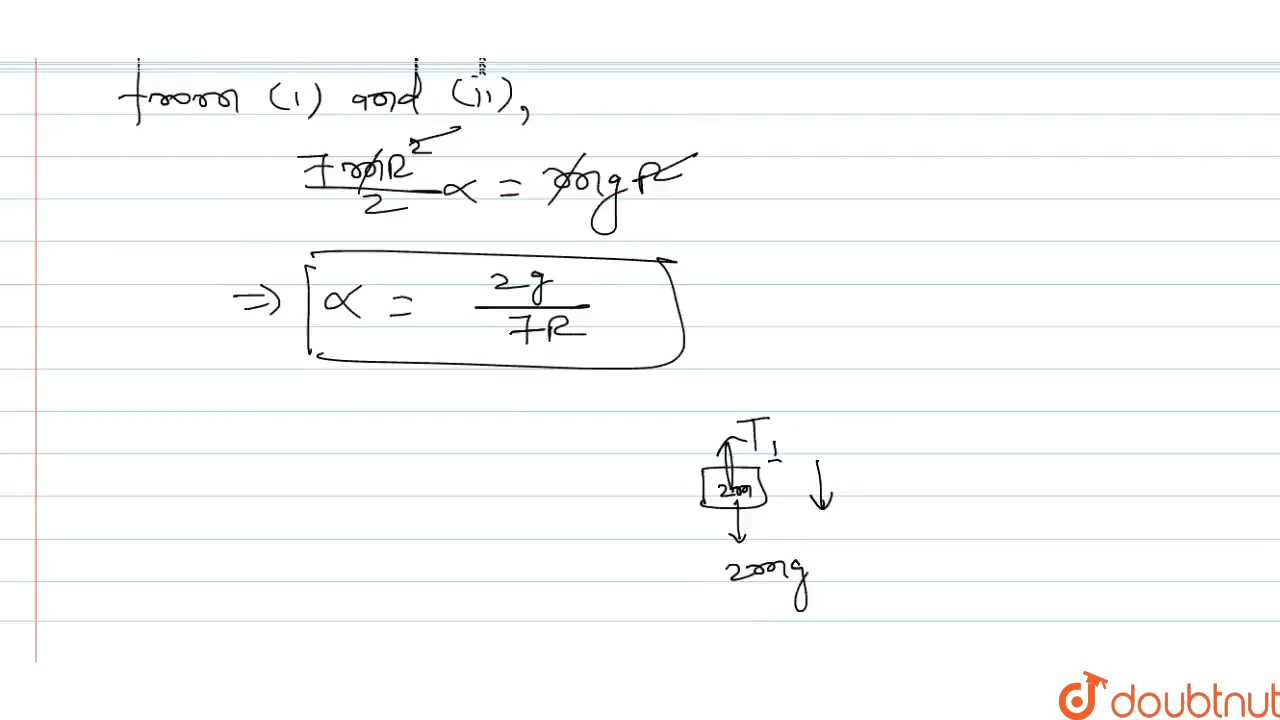 from (i) and (ii),
7mR²/2 α = mgR
⇒ α = 2g/7R
T₁
2m
2mg
doubtnut